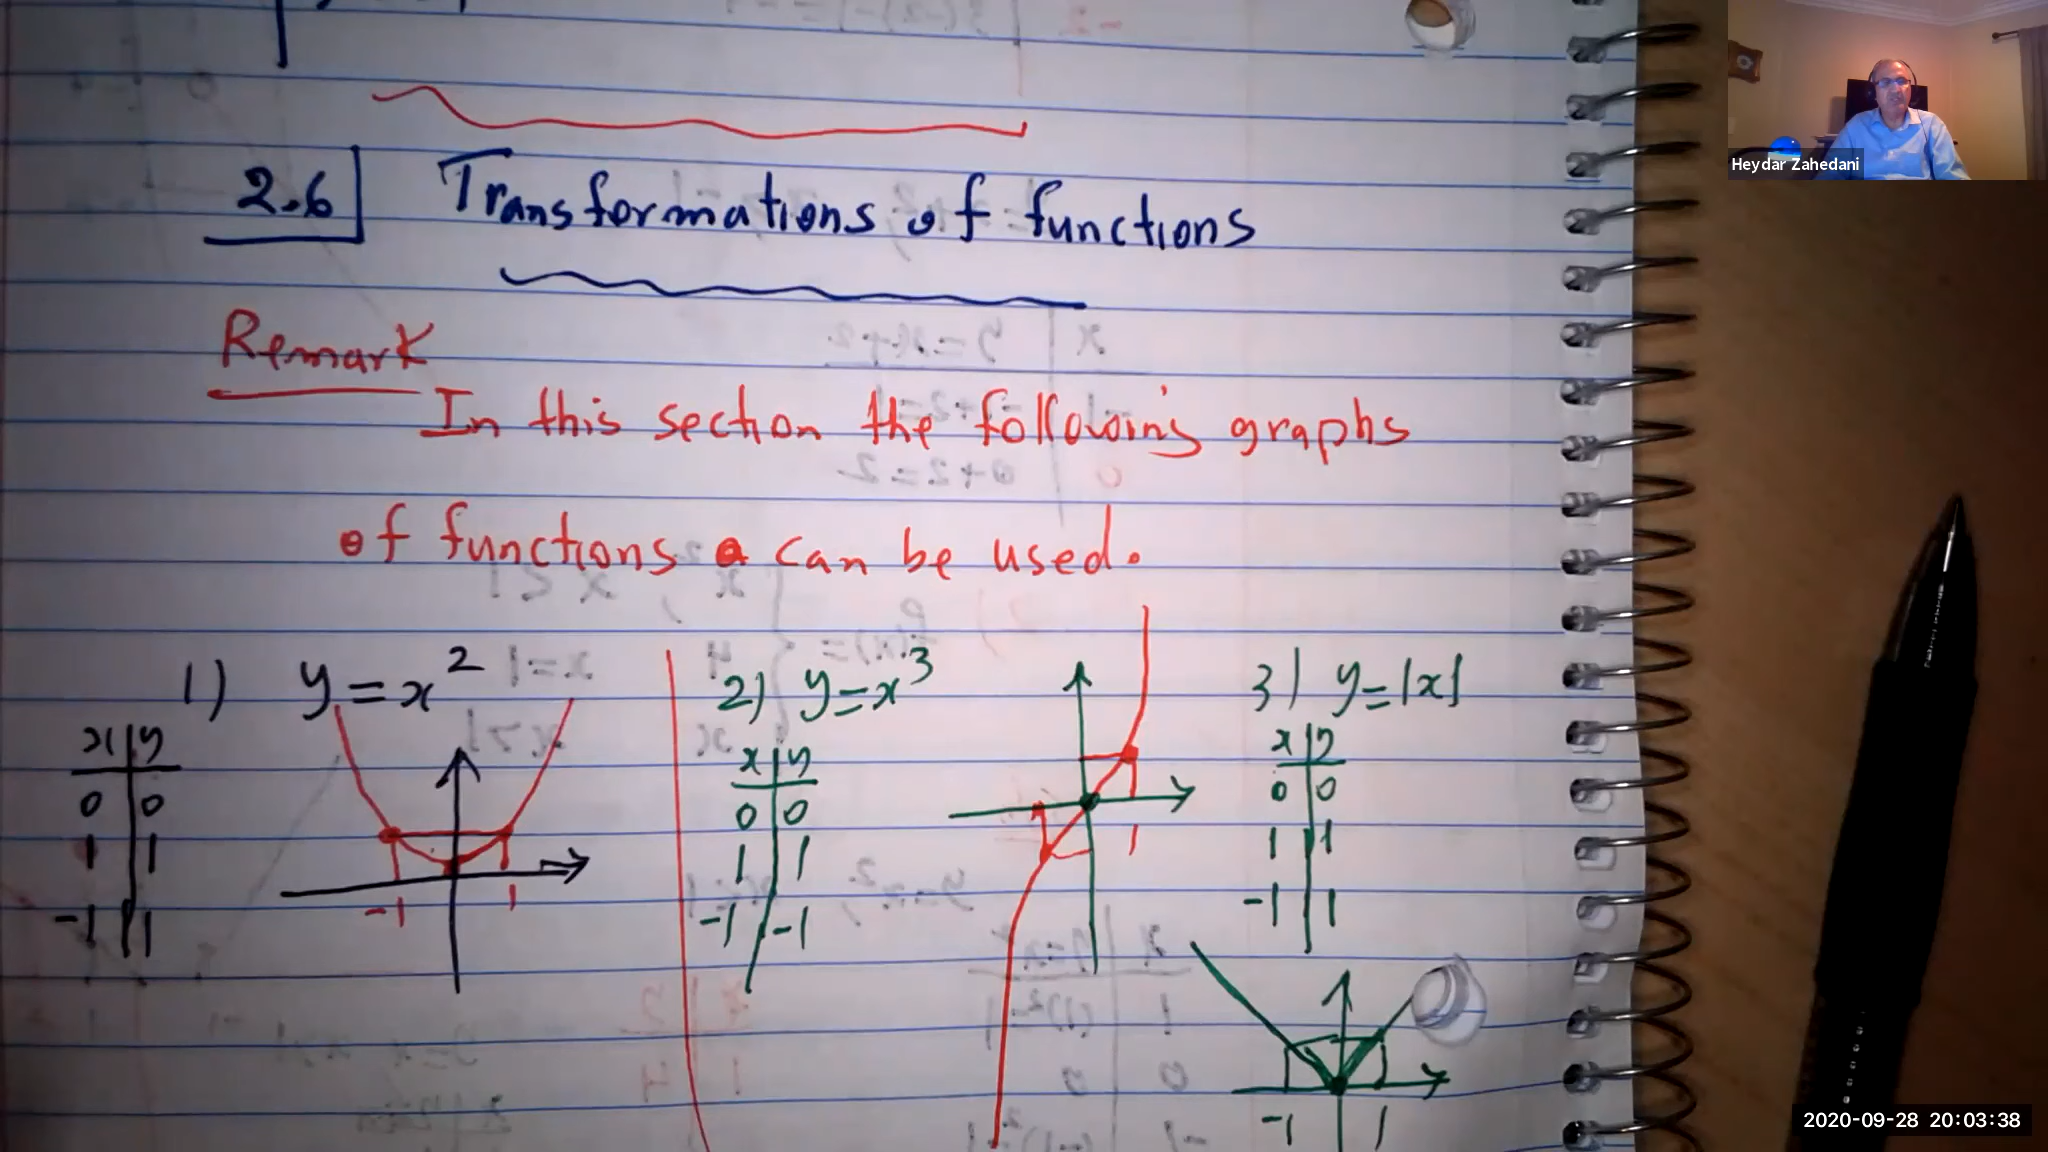 Heydar Zahedani
2.6 Transformations of functions
Remark
In this section the following graphs
of functions can be used.
1) y = x²
2) y = x³
3) y = |x|
x | y
0 | 0
1 | 1
-1 | 1
-1 1
x | y
0 | 0
1 | 1
-1 | -1
1
x | y
0 | 0
1 | 1
-1 | 1
-1 1
2020-09-28 20:03:38